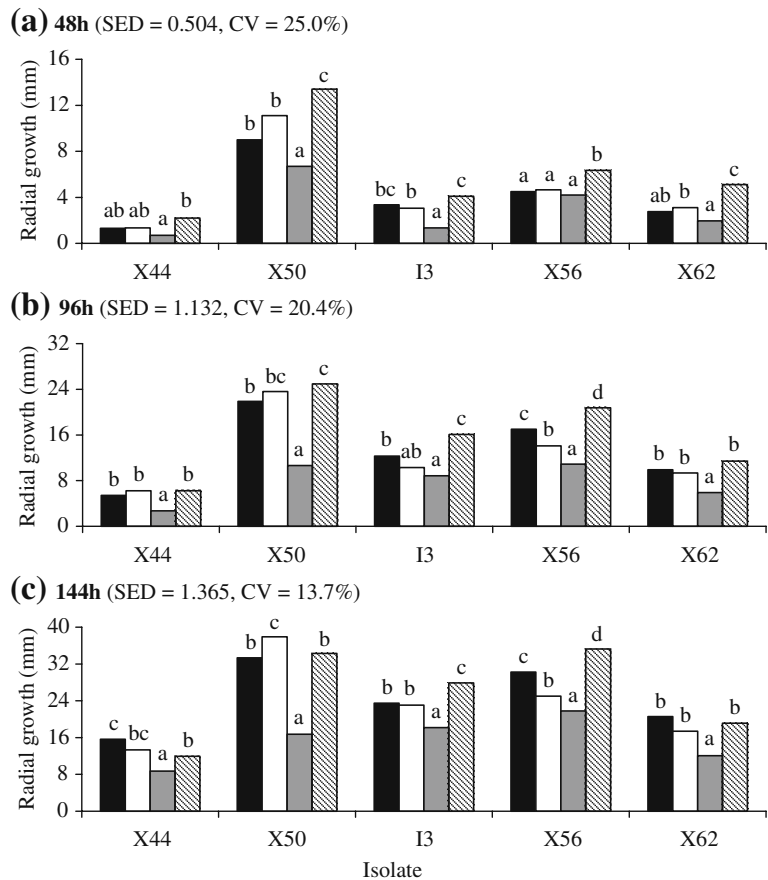 (a) 48h (SED = 0.504, CV = 25.0%)
Radial growth (mm)
16
12
8
4
0
ab ab a b
b b a c
bc b a c
a a a b
ab b a c
X44 X50 I3 X56 X62
(b) 96h (SED = 1.132, CV = 20.4%)
Radial growth (mm)
32
24
16
8
0
b b a b
b bc a c
b ab a c
c b a d
b b a b
X44 X50 I3 X56 X62
(c) 144h (SED = 1.365, CV = 13.7%)
Radial growth (mm)
40
32
24
16
8
0
c bc a b
b c a b
b b a c
c b a d
b b a b
X44 X50 I3 X56 X62
Isolate